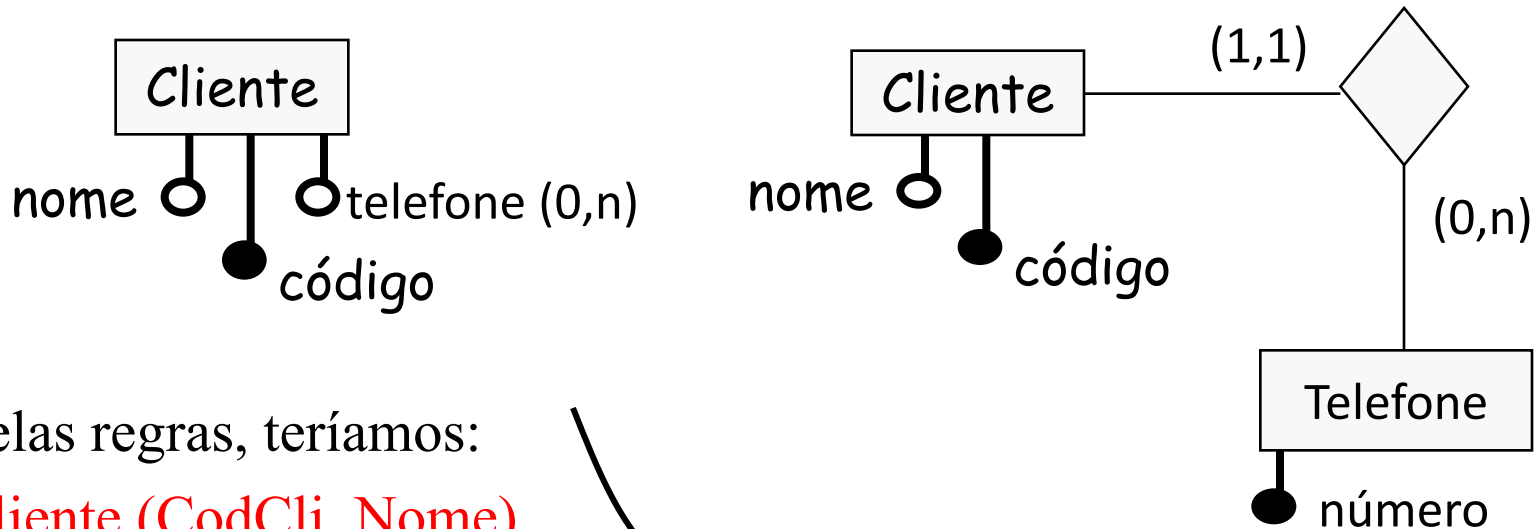 Cliente
nome
telefone (0,n)
código
Cliente
(1,1)
nome
código
(0,n)
Telefone
número
elas regras, teríamos:
liente (CodCli, Nome)